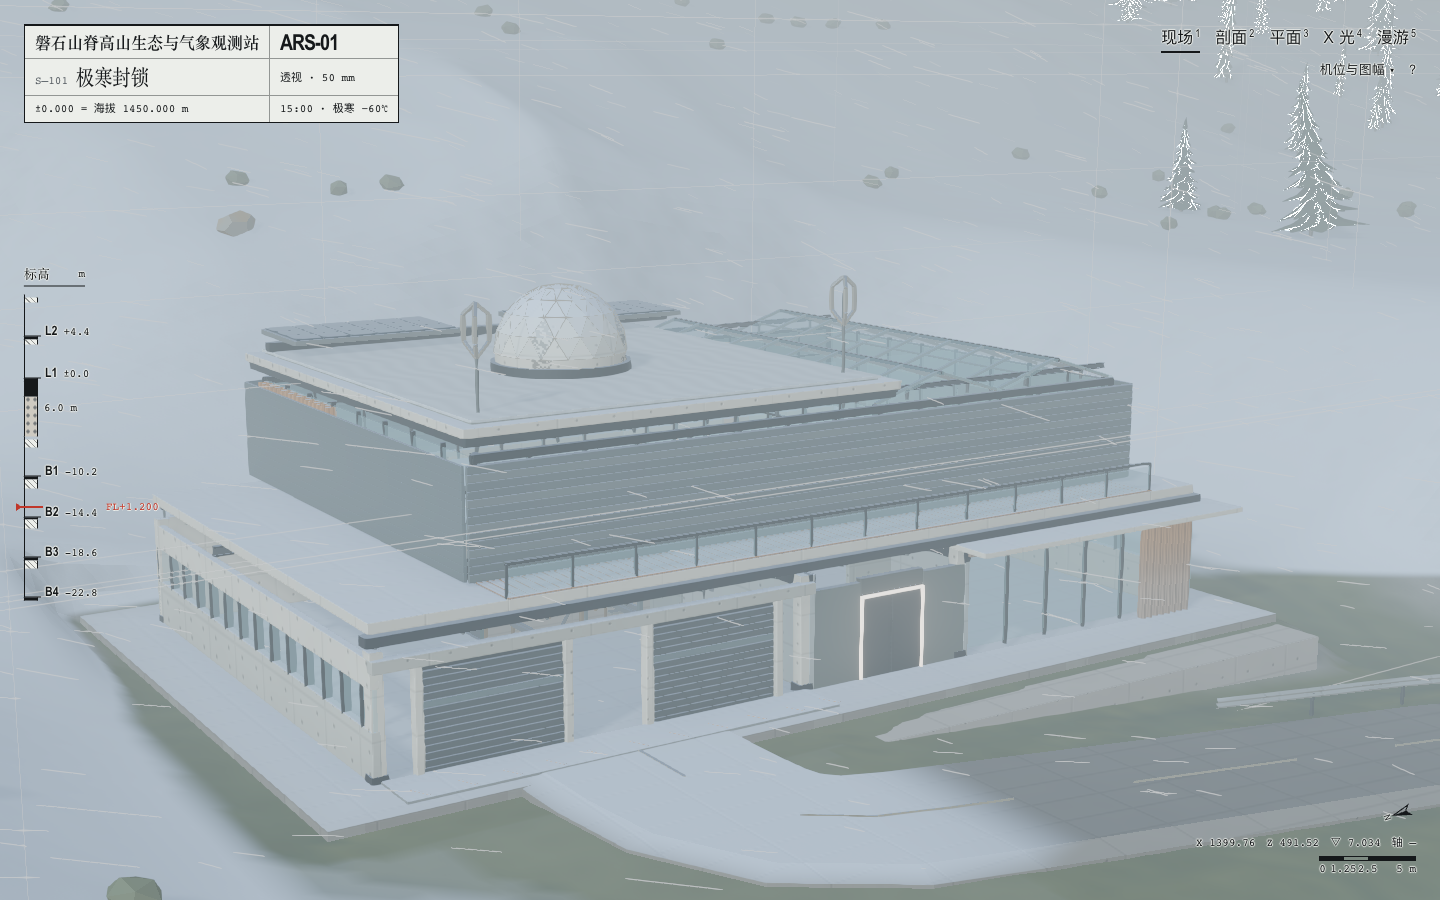 磐石山脊高山生态与气象观测站 ARS-01
S-101 极寒封锁 透视 · 50 mm
±0.000 = 海拔 1450.000 m 15:00 · 极寒 -60℃
现场1 剖面2 平面3 X 光4 漫游5
机位与图幅 ▾ ?
标高 m
L2 +4.4
L1 ±0.0
6.0 m
B1 -10.2
FL+1.200
B2 -14.4
B3 -18.6
B4 -22.8
X 1399.76 Z 491.52 ▽ 7.034 轴 —
0 1.25 2.5 5 m